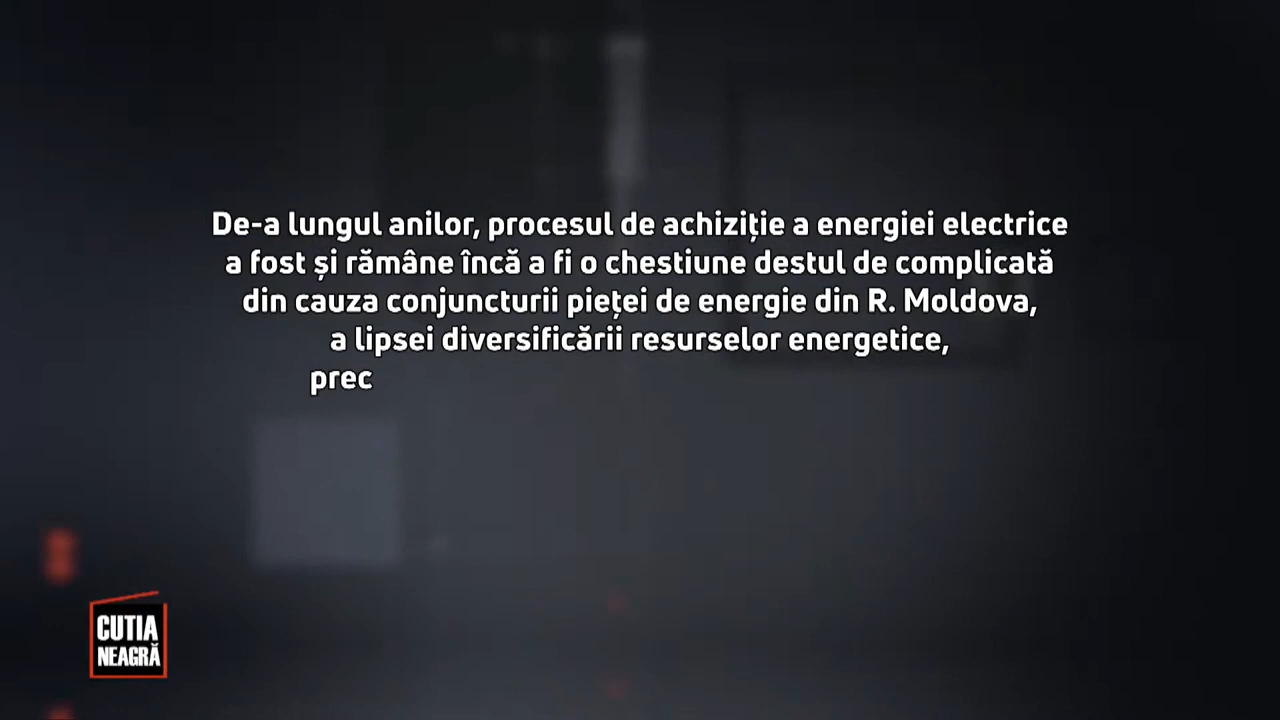 De-a lungul anilor, procesul de achiziție a energiei electrice
a fost și rămâne încă a fi o chestiune destul de complicată
din cauza conjuncturii pieței de energie din R. Moldova,
a lipsei diversificării resurselor energetice,
prec
CUTIA
NEAGRĂ